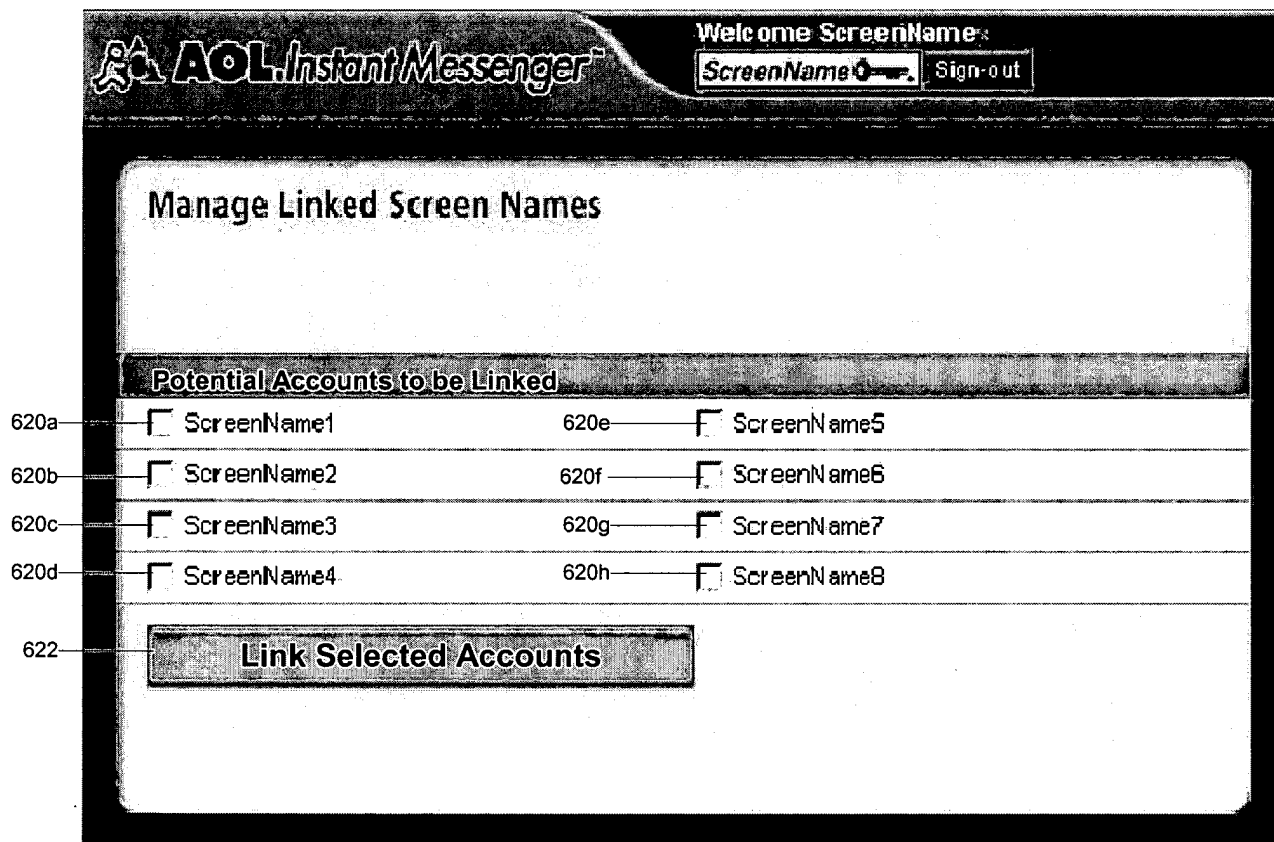 AOL Instant Messenger™
Welcome ScreenName
ScreenName Sign-out
Manage Linked Screen Names
Potential Accounts to be Linked
620a ScreenName1 620e ScreenName5
620b ScreenName2 620f ScreenName6
620c ScreenName3 620g ScreenName7
620d ScreenName4 620h ScreenName8
622 Link Selected Accounts